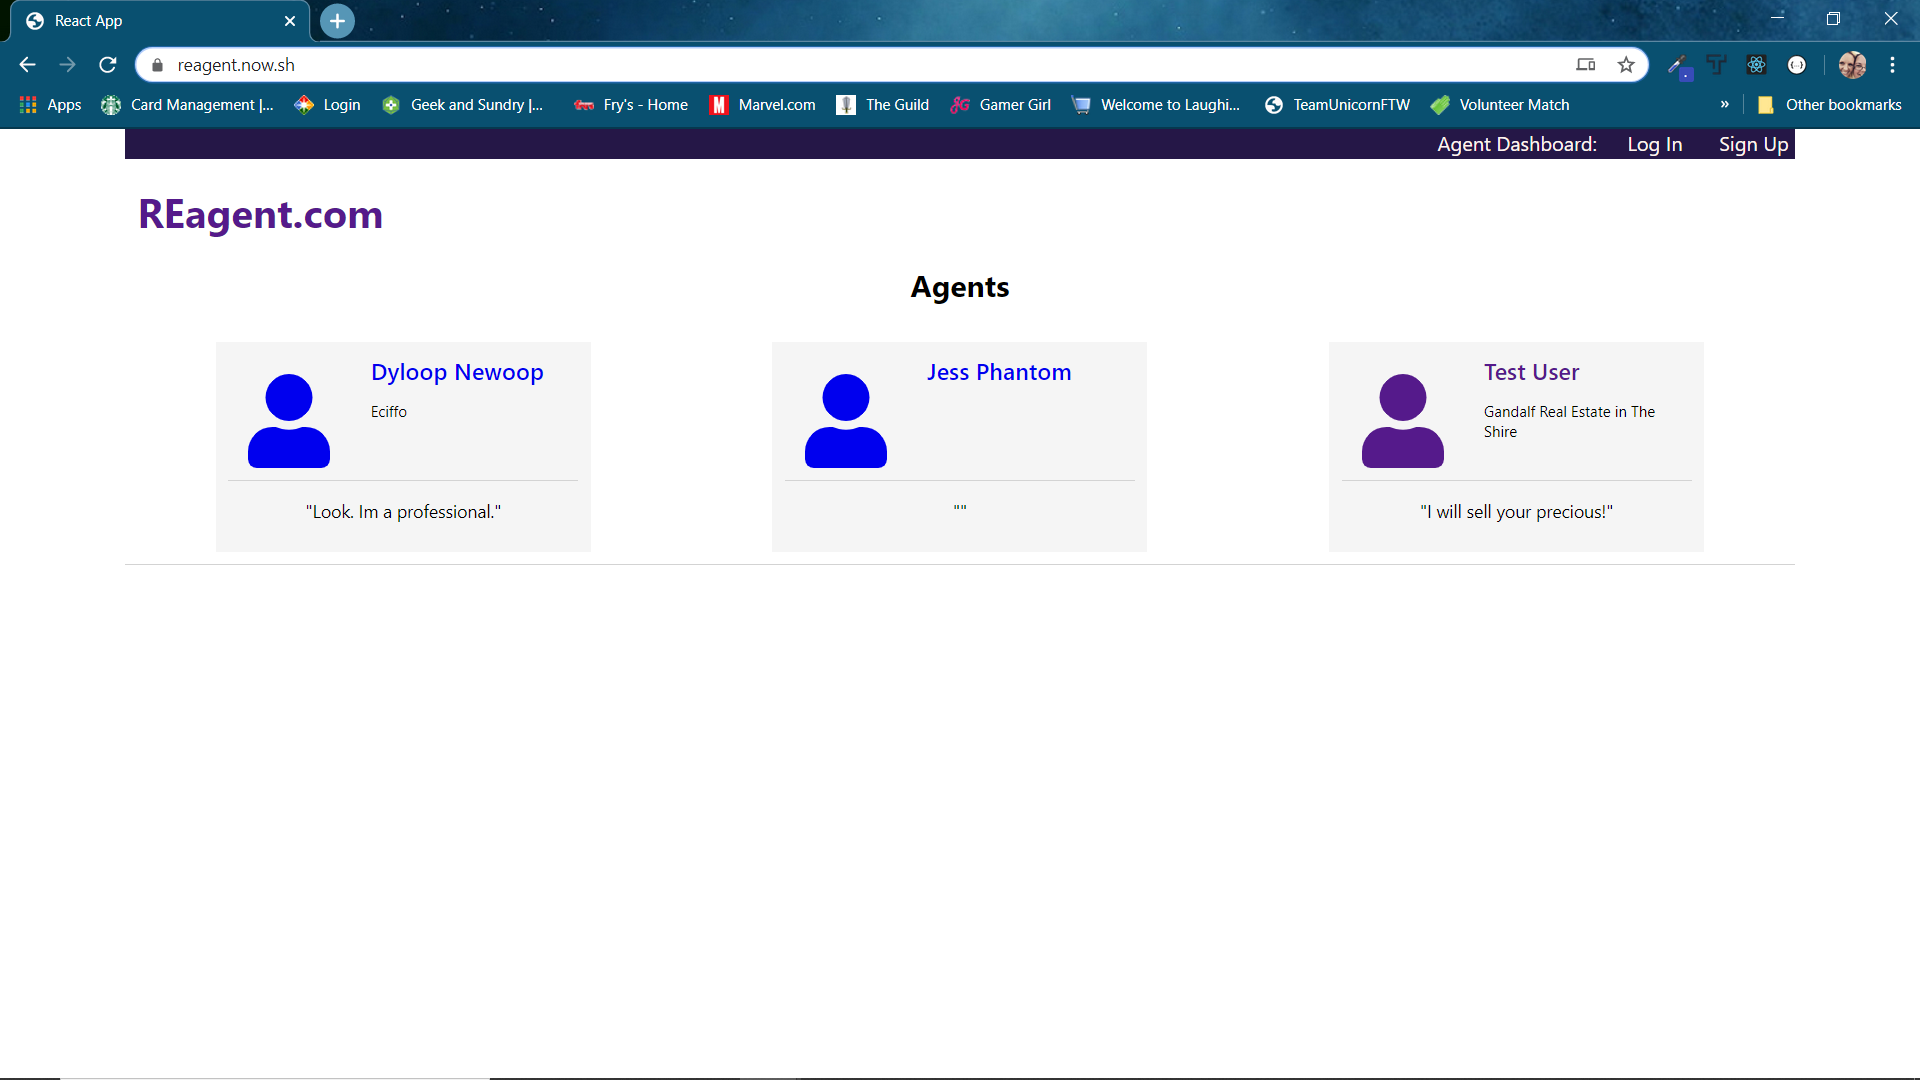 React App
reagent.now.sh
Apps Card Management |... Login Geek and Sundry |... Fry's - Home Marvel.com The Guild Gamer Girl Welcome to Laughi... TeamUnicornFTW Volunteer Match » Other bookmarks
Agent Dashboard: Log In Sign Up
REagent.com
Agents
Dyloop Newoop
Eciffo
"Look. Im a professional."
Jess Phantom
""
Test User
Gandalf Real Estate in The
Shire
"I will sell your precious!"